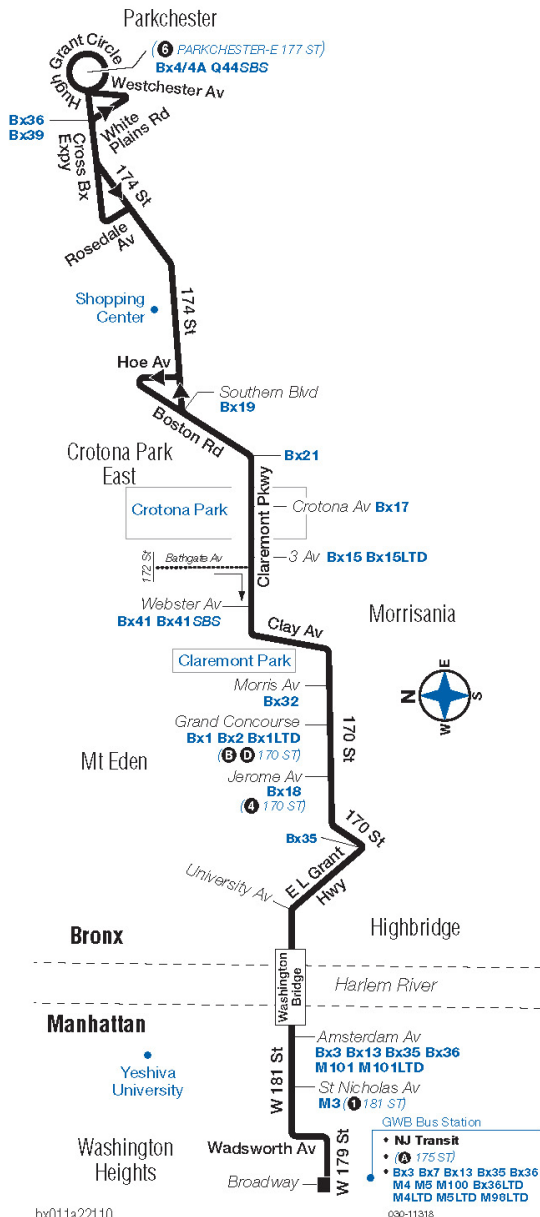 Parkchester
Hugh Grant Circle
(6 PARKCHESTER-E 177 ST)
Bx4/4A Q44SBS
Westchester Av
Bx36
Bx39
White
Plains Rd
Cross Bx
Expy
174 St
Rosedale
Av
Shopping
Center
174 St
Hoe Av
Southern Blvd
Bx19
Boston Rd
Crotona Park
East
Bx21
Crotona Park
Claremont Pkwy
Crotona Av Bx17
172 St
Bathgate Av
3 Av Bx15 Bx15LTD
Webster Av
Bx41 Bx41SBS
Morrisania
Clay Av
Claremont Park
Morris Av
Bx32
N
E
S
W
Grand Concourse
Bx1 Bx2 Bx1LTD
(B D 170 ST)
170 St
Mt Eden
Jerome Av
Bx18
(4 170 ST)
170 St
Bx35
E L Grant
Hwy
University Av
Highbridge
Bronx
Washington
Bridge
Harlem River
Manhattan
Amsterdam Av
Bx3 Bx13 Bx35 Bx36
M101 M101LTD
W 181 St
Yeshiva
University
St Nicholas Av
M3 (1 181 ST)
GWB Bus Station
• NJ Transit
• (A 175 ST)
• Bx3 Bx7 Bx13 Bx35 Bx36
M4 M5 M100 Bx36LTD
M4LTD M5LTD M98LTD
Washington
Heights
Wadsworth Av
W 179 St
Broadway
bx011a22110
030-11318